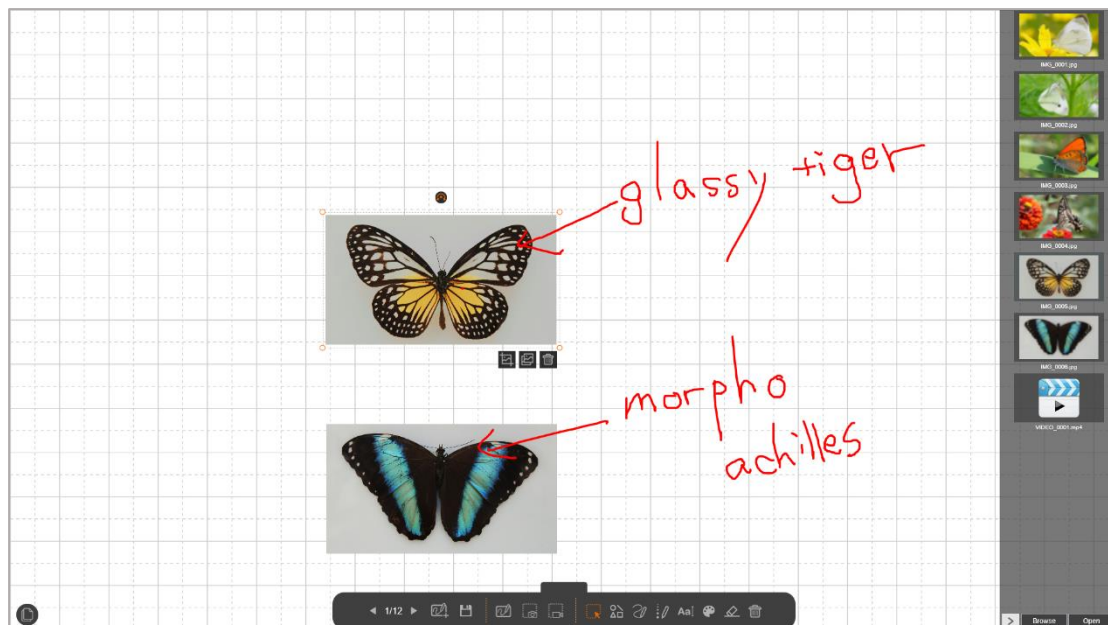 IMG_0001.jpg
IMG_0002.jpg
IMG_0003.jpg
IMG_0004.jpg
IMG_0005.jpg
IMG_0006.jpg
VIDEO_0001.mp4
glassy tiger
morpho
achilles
1/12
Aa
Browse
Open